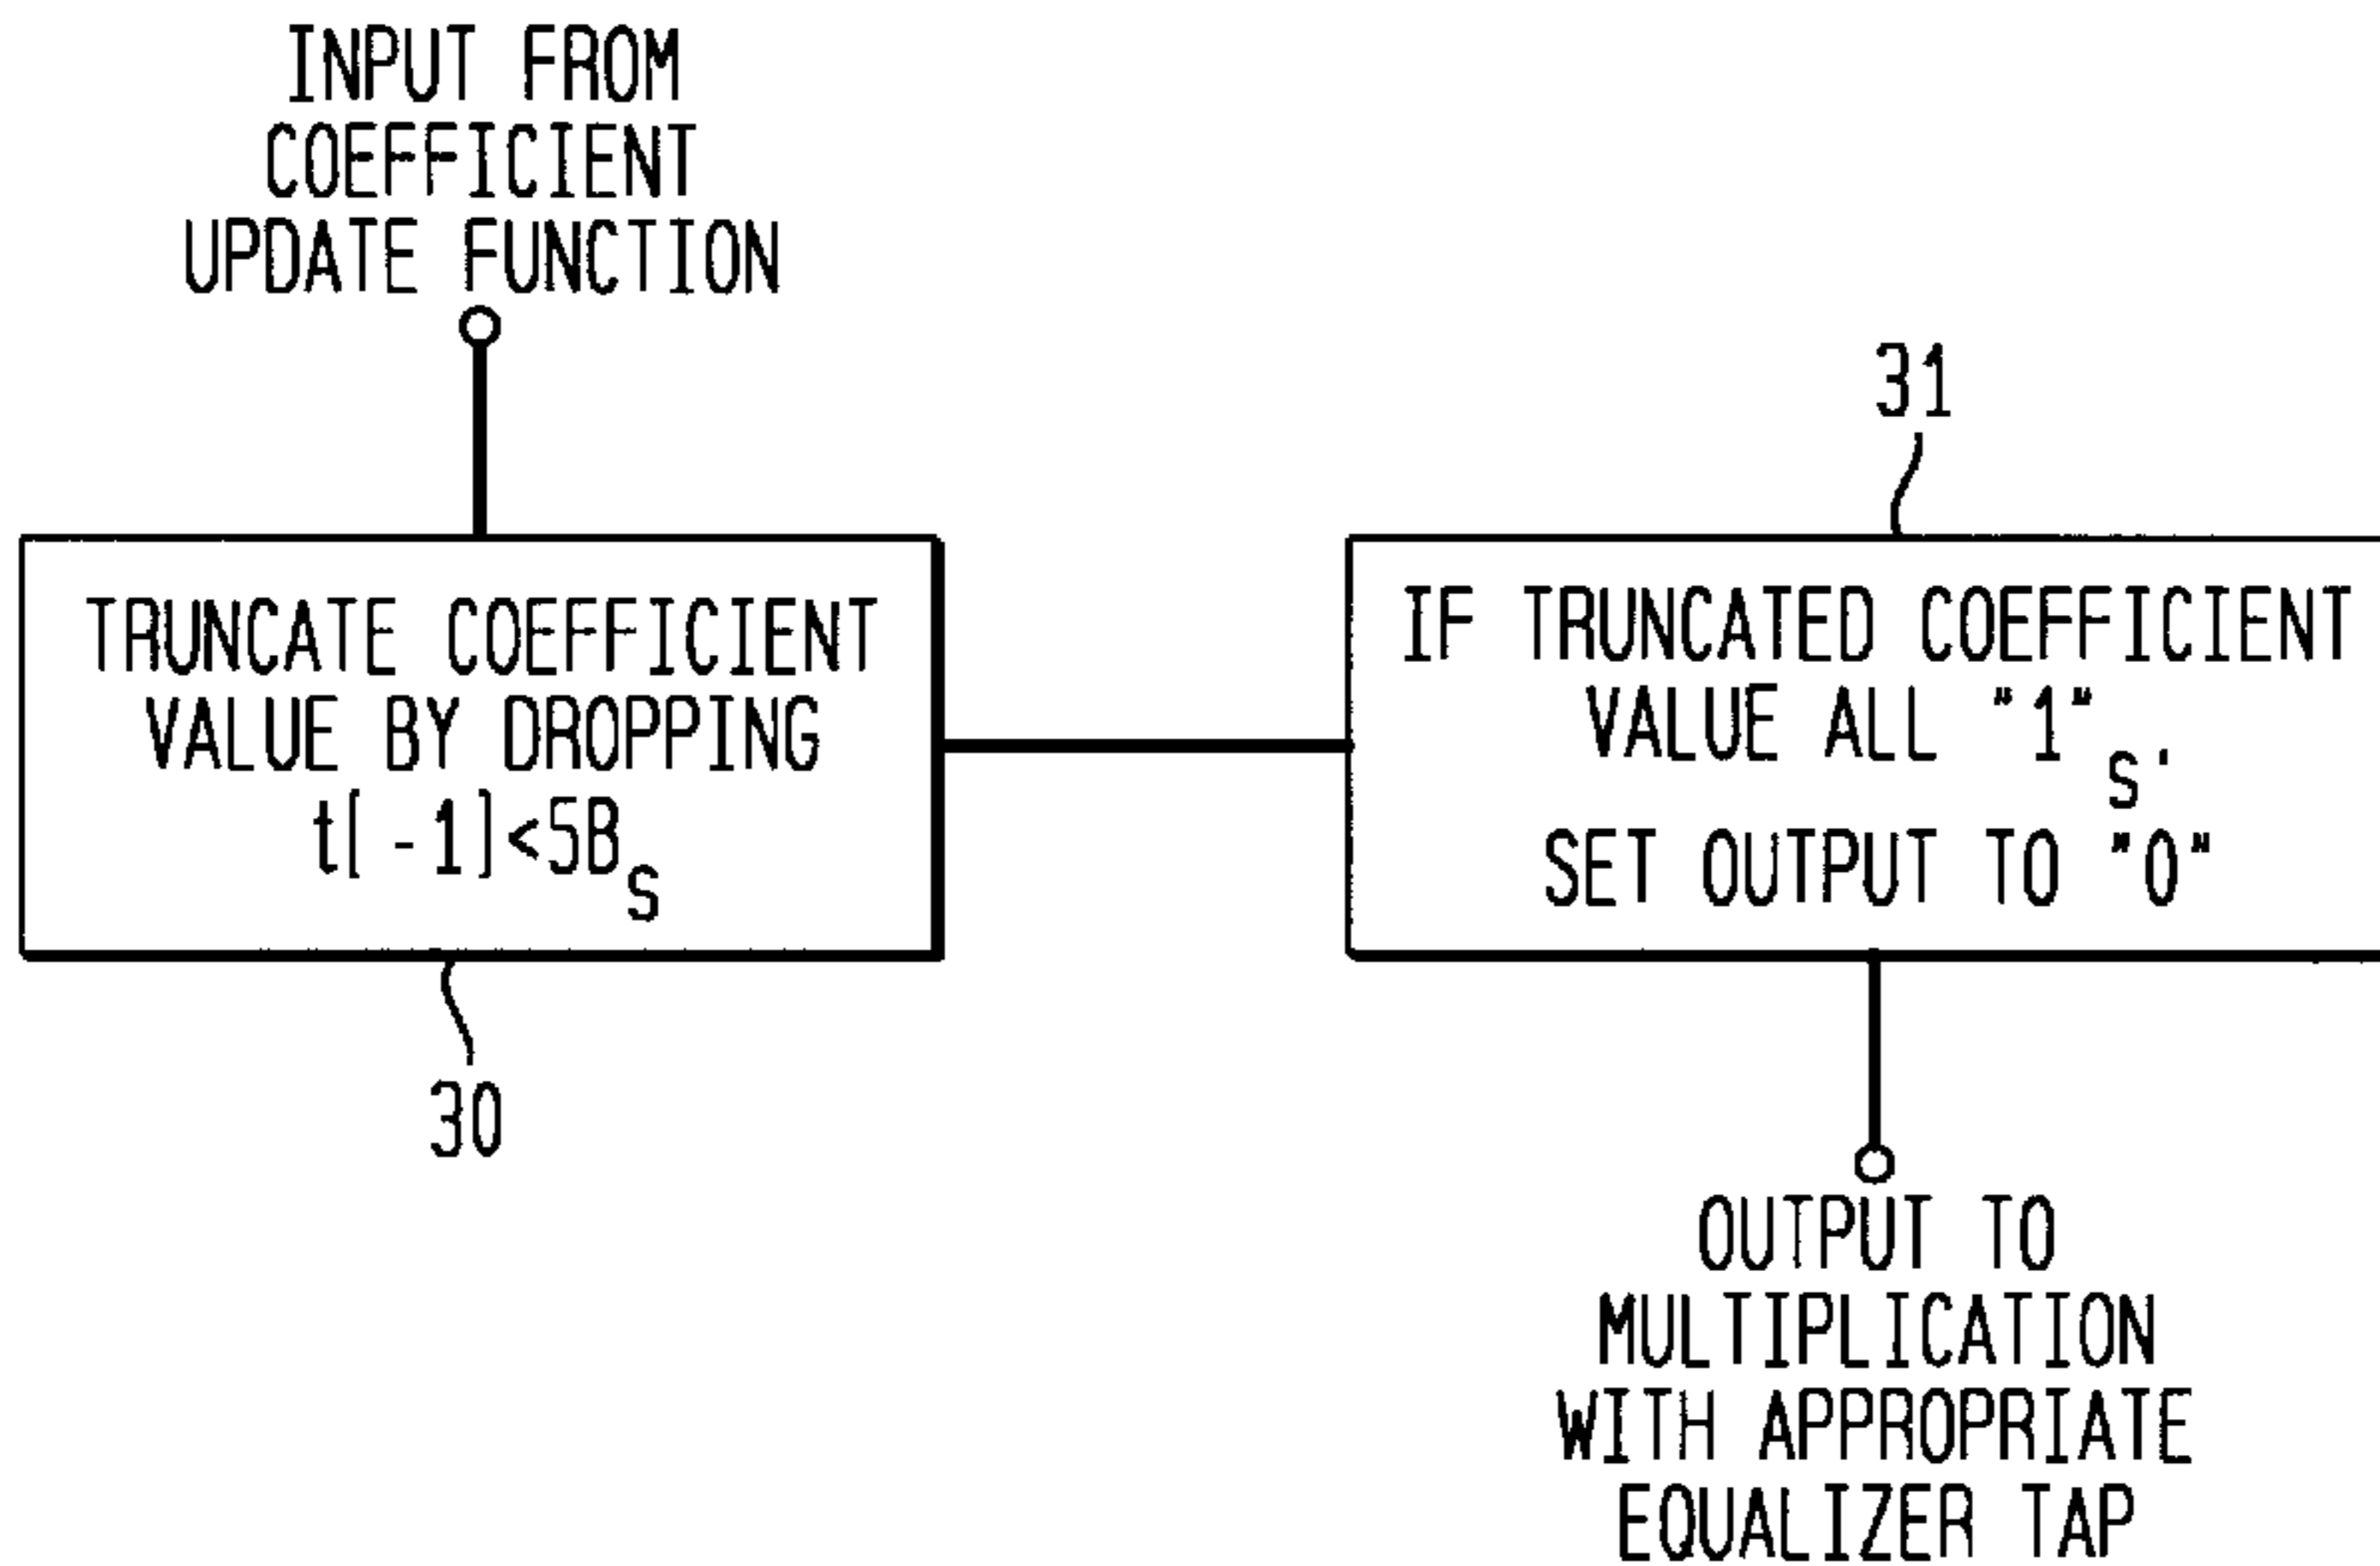 INPUT FROM
COEFFICIENT
UPDATE FUNCTION
TRUNCATE COEFFICIENT
VALUE BY DROPPING
t(-1)<5Bs
30
31
IF TRUNCATED COEFFICIENT
VALUE ALL "1"s'
SET OUTPUT TO "0"
OUTPUT TO
MULTIPLICATION
WITH APPROPRIATE
EQUALIZER TAP